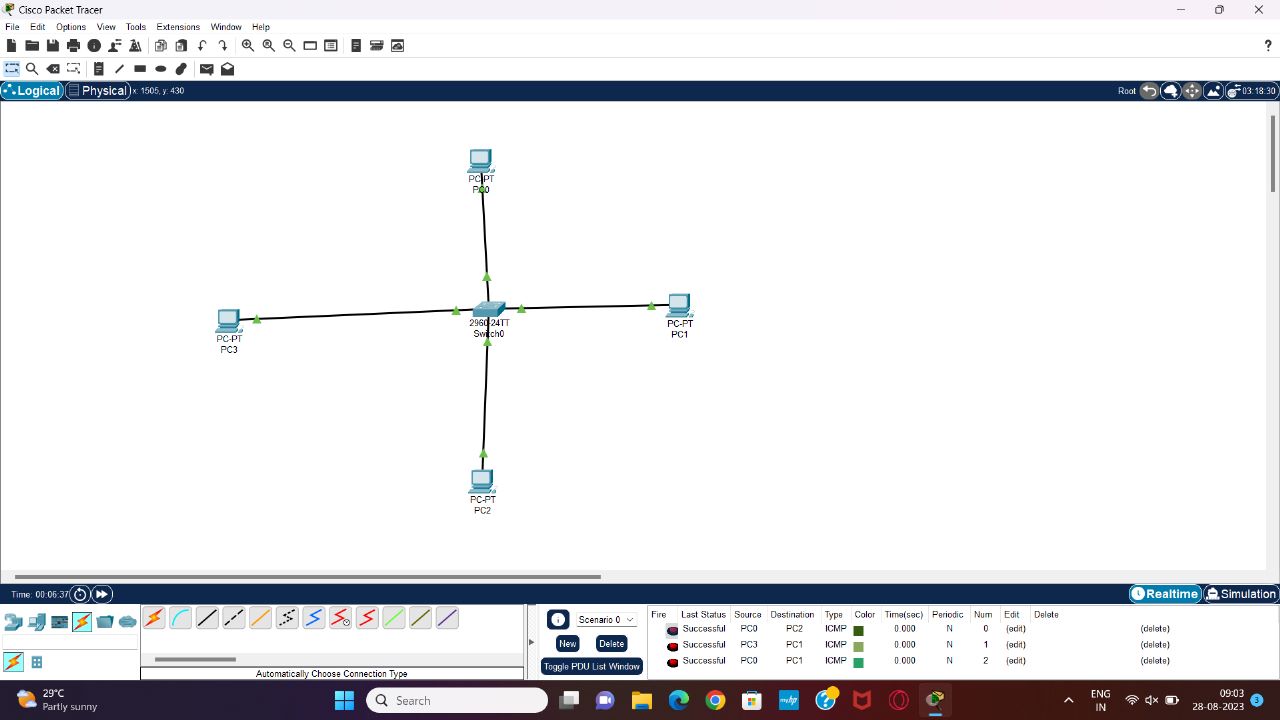 Cisco Packet Tracer
File Edit Options View Tools Extensions Window Help
?
Logical Physical x: 1505, y: 430 Root 03:18:30
PC-PT
PC0
PC-PT
PC3
2960-24TT
Switch0
PC-PT
PC1
PC-PT
PC2
Time: 00:06:37 Realtime Simulation
Scenario 0
New Delete
Toggle PDU List Window
Automatically Choose Connection Type
Fire Last Status Source Destination Type Color Time(sec) Periodic Num Edit Delete
Successful PC0 PC2 ICMP 0.000 N 0 (edit) (delete)
Successful PC3 PC1 ICMP 0.000 N 1 (edit) (delete)
Successful PC0 PC1 ICMP 0.000 N 2 (edit) (delete)
29°C
Partly sunny
Search
ENG
IN
09:03
28-08-2023
3